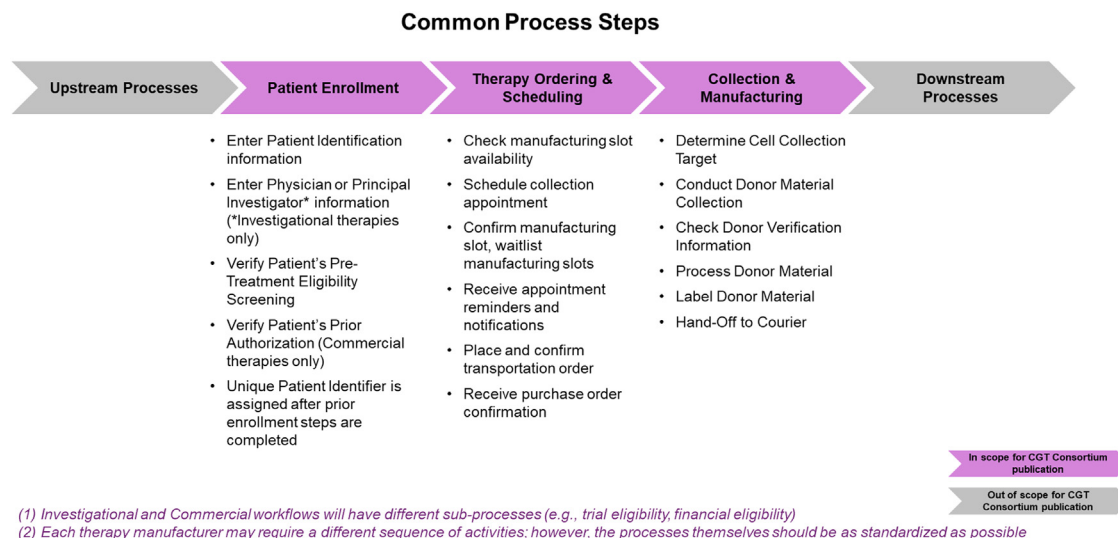 Common Process Steps
Upstream Processes
Patient Enrollment
Therapy Ordering &
Scheduling
Collection &
Manufacturing
Downstream
Processes
• Enter Patient Identification
information
• Enter Physician or Principal
Investigator* information
(*Investigational therapies
only)
• Verify Patient's Pre-
Treatment Eligibility
Screening
• Verify Patient's Prior
Authorization (Commercial
therapies only)
• Unique Patient Identifier is
assigned after prior
enrollment steps are
completed
• Check manufacturing slot
availability
• Schedule collection
appointment
• Confirm manufacturing
slot, waitlist
manufacturing slots
• Receive appointment
reminders and
notifications
• Place and confirm
transportation order
• Receive purchase order
confirmation
• Determine Cell Collection
Target
• Conduct Donor Material
Collection
• Check Donor Verification
Information
• Process Donor Material
• Label Donor Material
• Hand-Off to Courier
In scope for CGT Consortium
publication
Out of scope for CGT
Consortium publication
(1) Investigational and Commercial workflows will have different sub-processes (e.g., trial eligibility, financial eligibility)
(2) Each therapy manufacturer may require a different sequence of activities; however, the processes themselves should be as standardized as possible